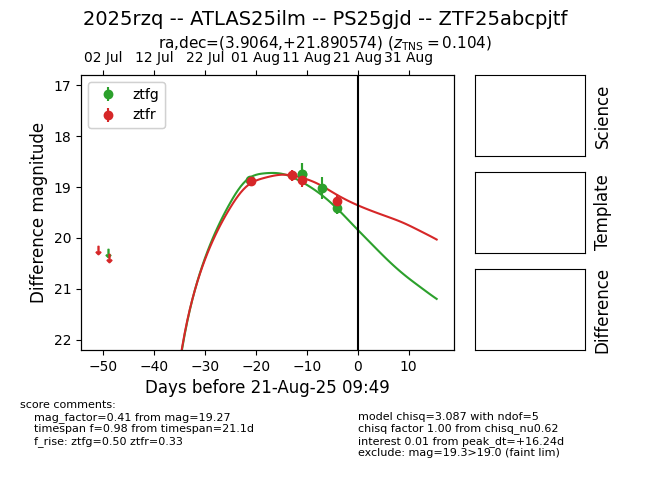 2025rzq -- ATLAS25ilm -- PS25gjd -- ZTF25abcpjtf
ra,dec=(3.9064,+21.890574) (z_TNS = 0.104)
02 Jul 12 Jul 22 Jul 01 Aug 11 Aug 21 Aug 31 Aug
ztfg
ztfr
17
18
19
20
21
22
Difference magnitude
−50 −40 −30 −20 −10 0 10
Days before 21-Aug-25 09:49
Science
Template
Difference
score comments:
mag_factor=0.41 from mag=19.27
timespan f=0.98 from timespan=21.1d
f_rise: ztfg=0.50 ztfr=0.33
model chisq=3.087 with ndof=5
chisq factor 1.00 from chisq_nu0.62
interest 0.01 from peak_dt=+16.24d
exclude: mag=19.3>19.0 (faint lim)